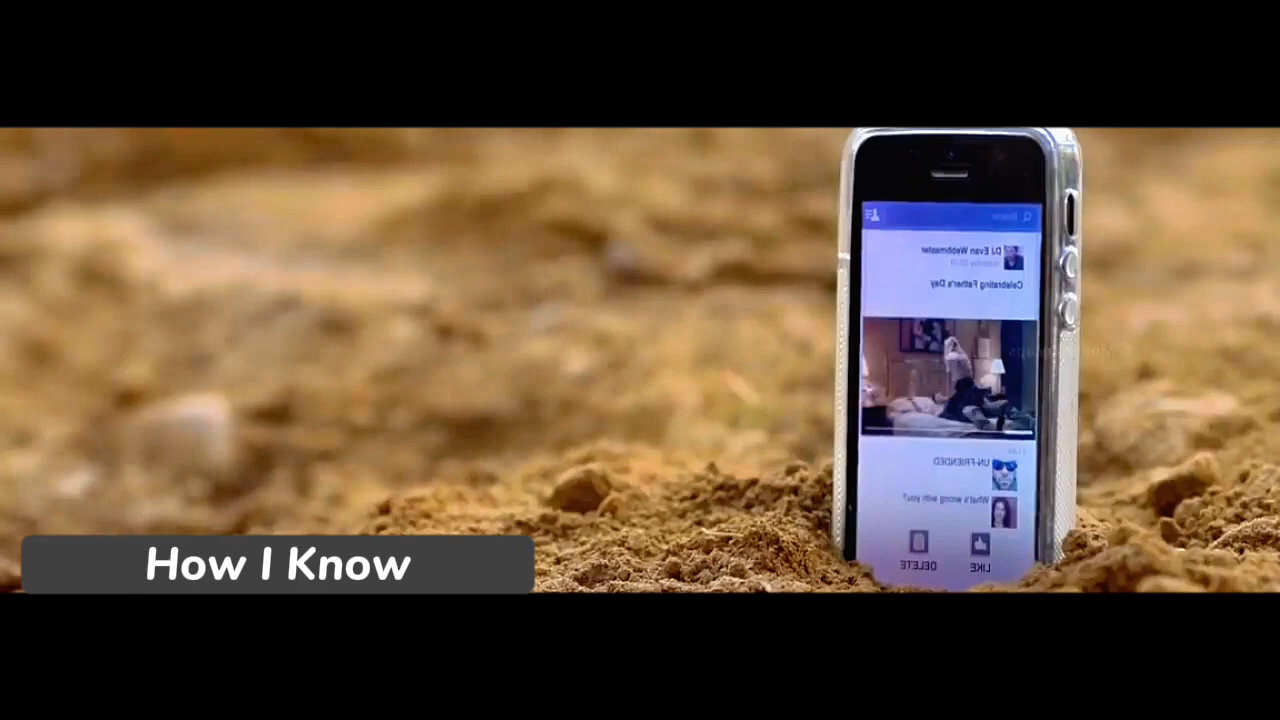 DJ Evan Webbmaster
Celebrating Father's Day
UN-FRIENDED
What's wrong with you?
LIKE
DELETE
How I Know